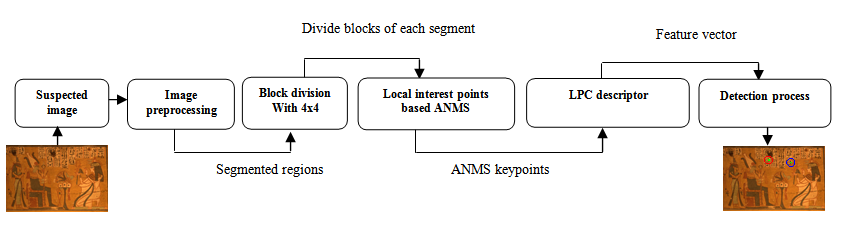 Divide blocks of each segment
Feature vector
Suspected
image
Image
preprocessing
Block division
With 4x4
Local interest points
based ANMS
LPC descriptor
Detection process
Segmented regions
ANMS keypoints